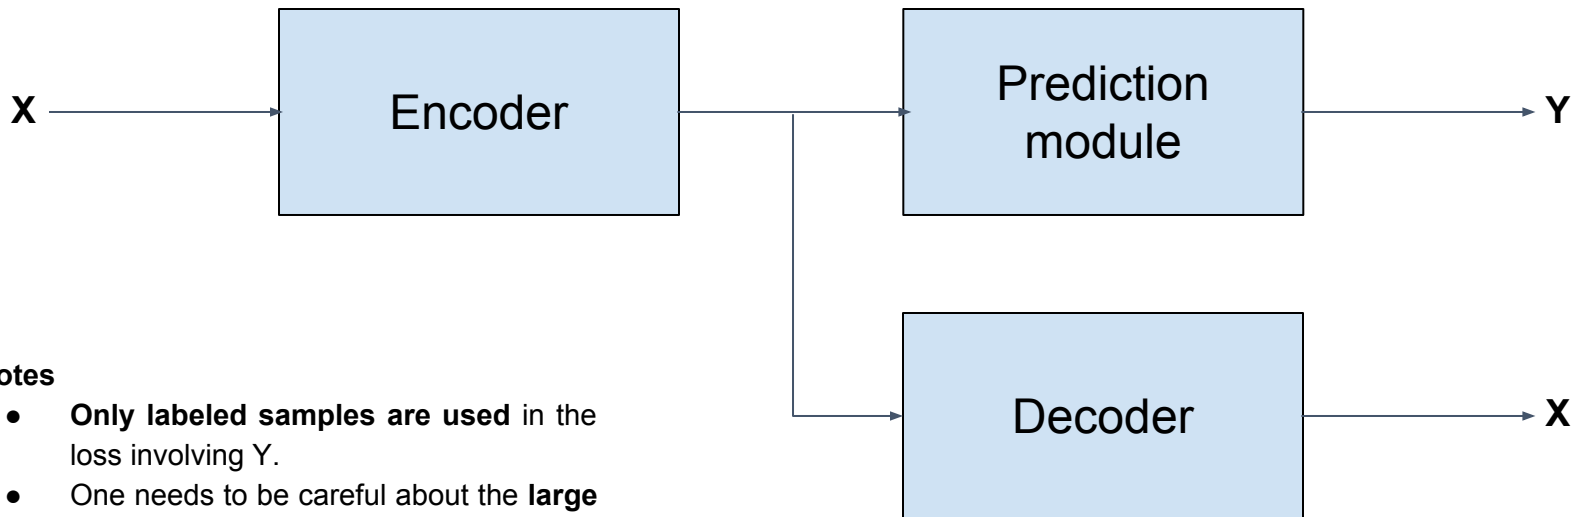 X
Encoder
Prediction
module
Y
otes
● Only labeled samples are used in the
loss involving Y.
● One needs to be careful about the large
Decoder
X